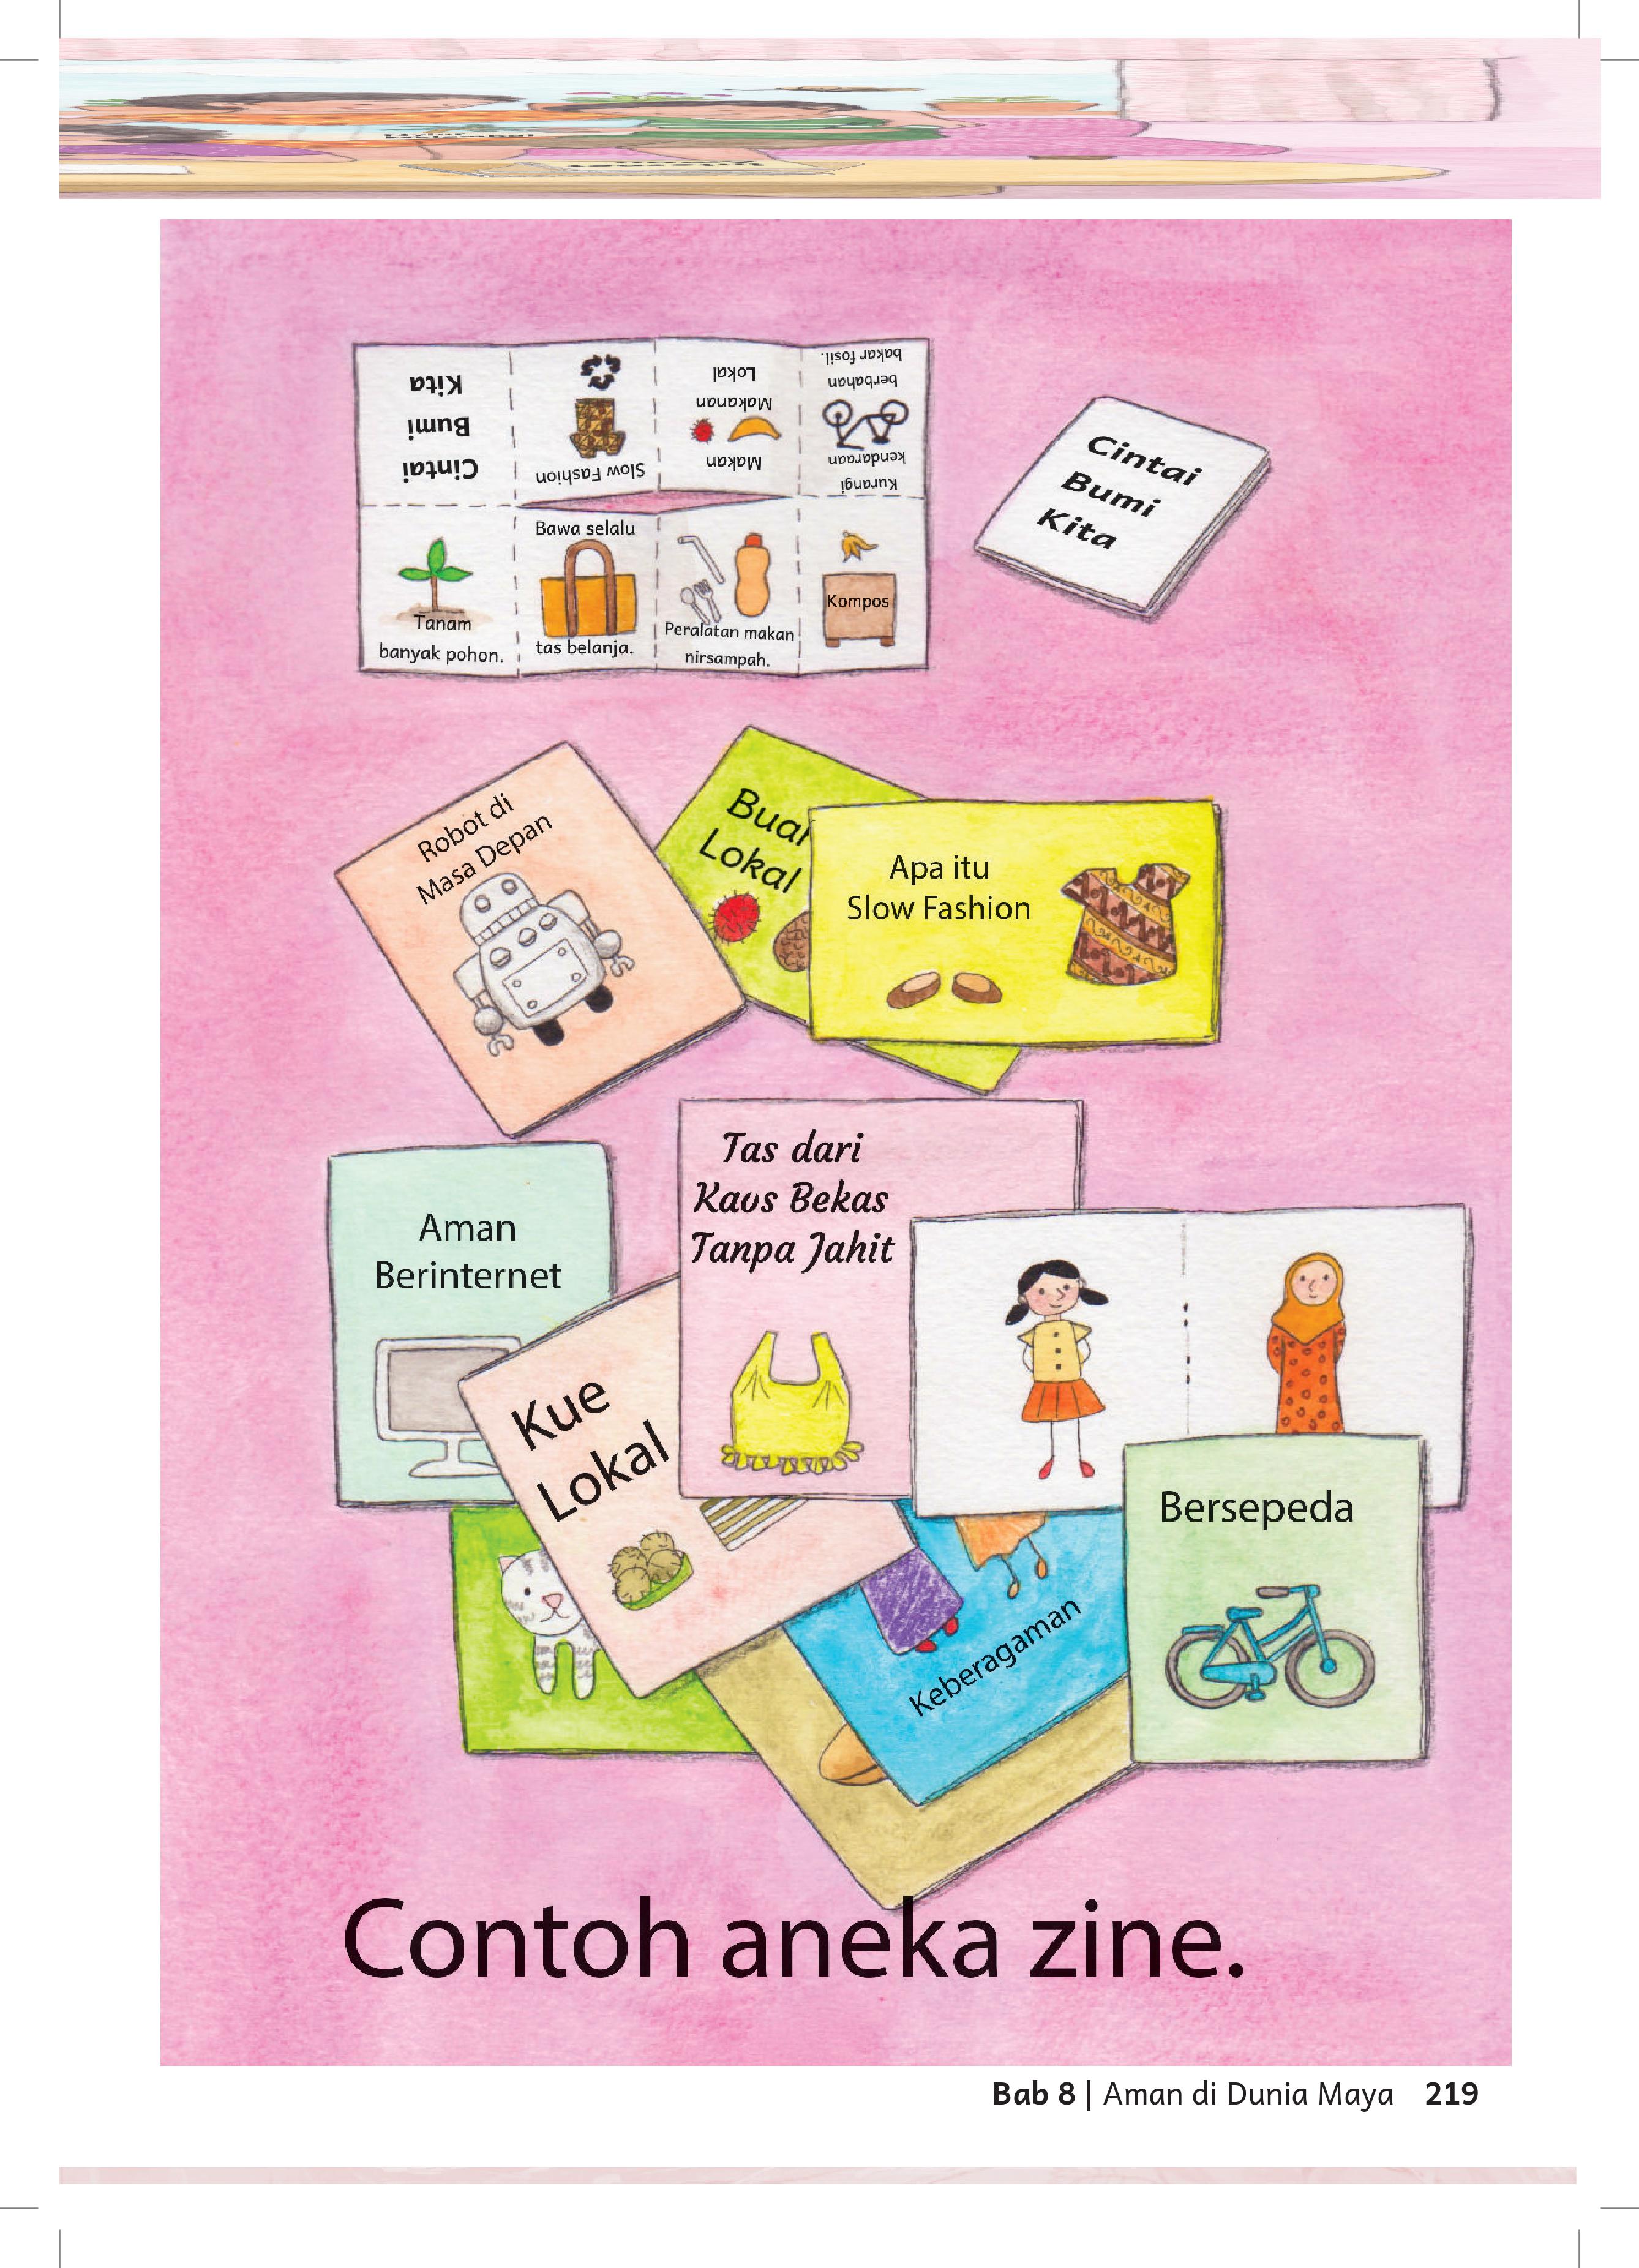 Cintai
Bumi
Kita
Slow Fashion
Makan
Makanan
Lokal
Kurangi
kendaraan
berbahan
bakar fosil.
Tanam
banyak pohon.
Bawa selalu
tas belanja.
Peralatan makan
nirsampah.
Kompos
Cintai
Bumi
Kita
Robot di
Masa Depan
Lokal
Apa itu
Slow Fashion
Aman
Berinternet
Tas dari
Kaos Bekas
Tanpa Jahit
Kue
Lokal
Keberagaman
Bersepeda
Contoh aneka zine.
Bab 8 | Aman di Dunia Maya 219